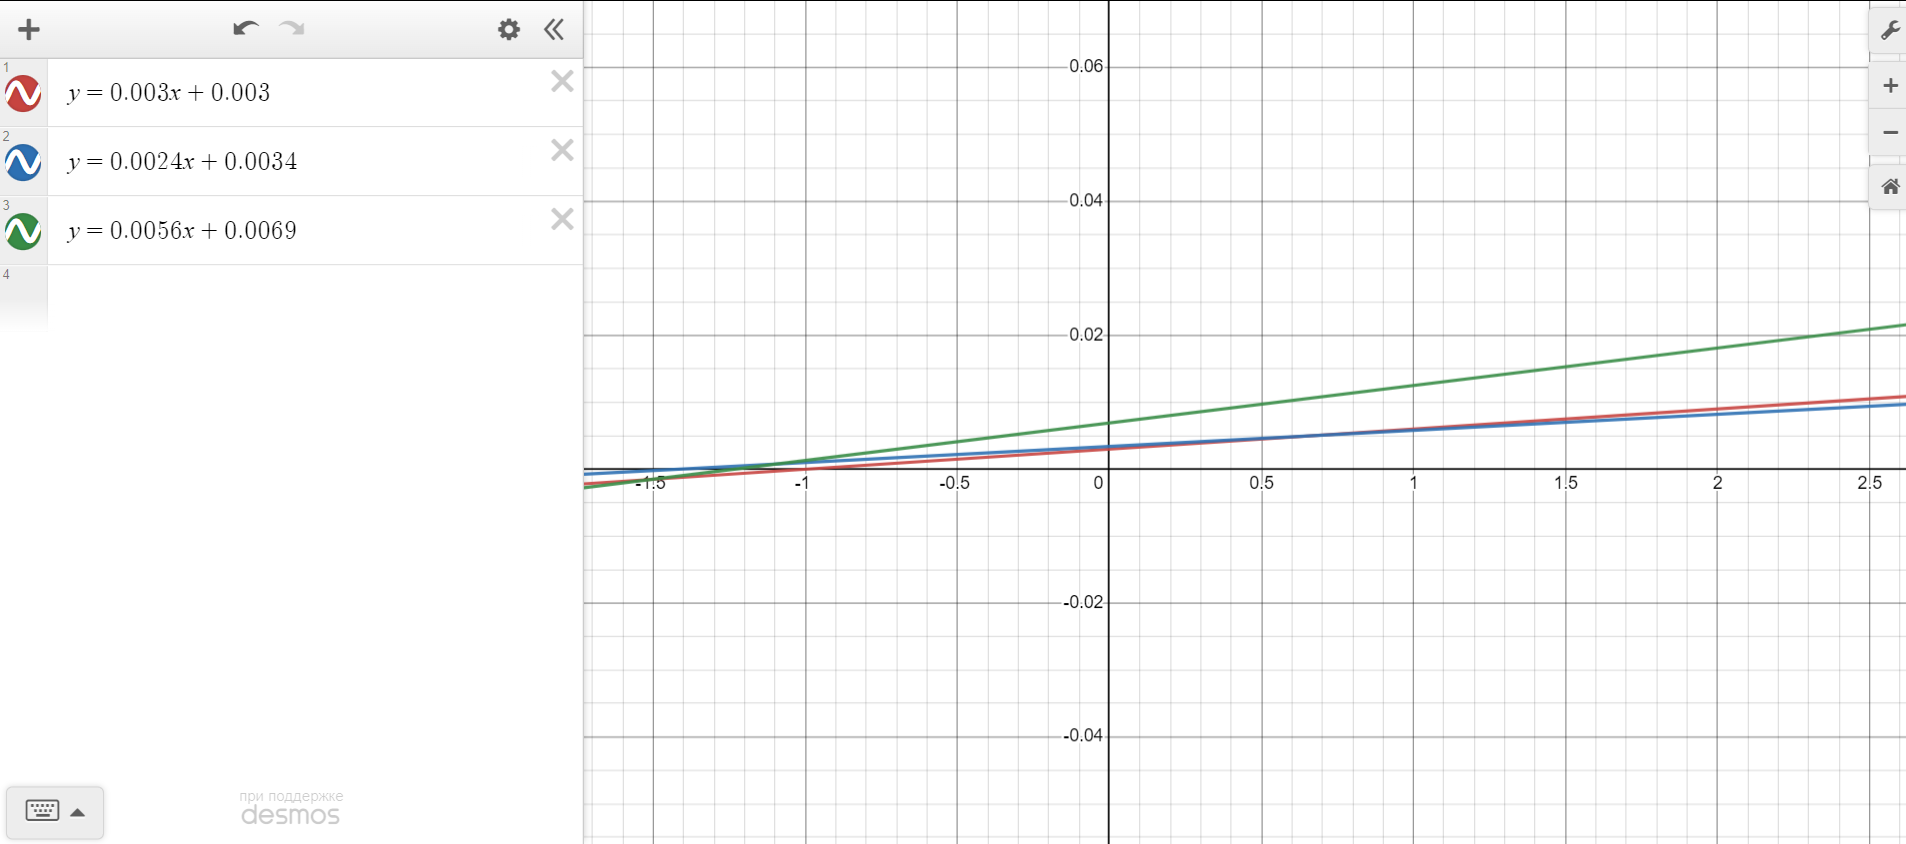 1
y = 0.003x + 0.003
2
y = 0.0024x + 0.0034
3
y = 0.0056x + 0.0069
4
при поддержке
desmos
0.06
0.04
0.02
-1.5 -1 -0.5 0 0.5 1 1.5 2 2.5
-0.02
-0.04